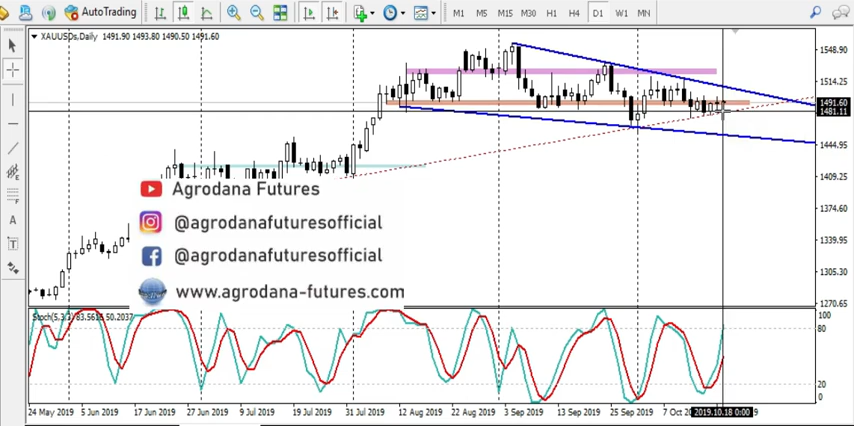 AutoTrading
M1 M5 M15 M30 H1 H4 D1 W1 MN
XAUUSDs,Daily 1491.90 1493.80 1490.50 1491.60
1548.90
1514.25
1491.60
1481.11
1444.95
1409.25
1374.60
1339.95
1305.30
1270.65
Agrodana Futures
@agrodanafuturesofficial
@agrodanafuturesofficial
www.agrodana-futures.com
100
80
20
0
24 May 2019 5 Jun 2019 17 Jun 2019 27 Jun 2019 9 Jul 2019 19 Jul 2019 31 Jul 2019 12 Aug 2019 22 Aug 2019 3 Sep 2019 13 Sep 2019 25 Sep 2019 7 Oct 2019.10.18 0:00